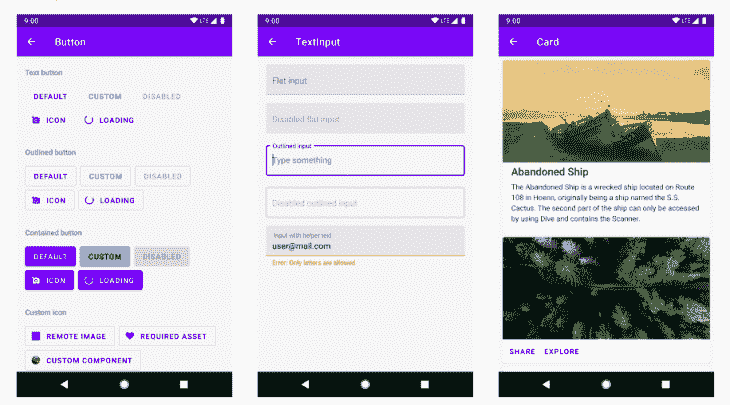 9:00 LTE
← Button
Text button
DEFAULT CUSTOM DISABLED
ICON LOADING
Outlined button
DEFAULT CUSTOM DISABLED
ICON LOADING
Contained button
DEFAULT CUSTOM DISABLED
ICON LOADING
Custom icon
REMOTE IMAGE REQUIRED ASSET
CUSTOM COMPONENT
9:00 LTE
← TextInput
Flat input
Disabled flat input
Outlined input
Type something
Disabled outlined input
Input with helper text
user@mail.com
Error: Only letters are allowed
9:00 LTE
← Card
Abandoned Ship
The Abandoned Ship is a wrecked ship located on Route
108 in Hoenn, originally being a ship named the S.S.
Cactus. The second part of the ship can only be accessed
by using Dive and contains the Scanner.
SHARE EXPLORE